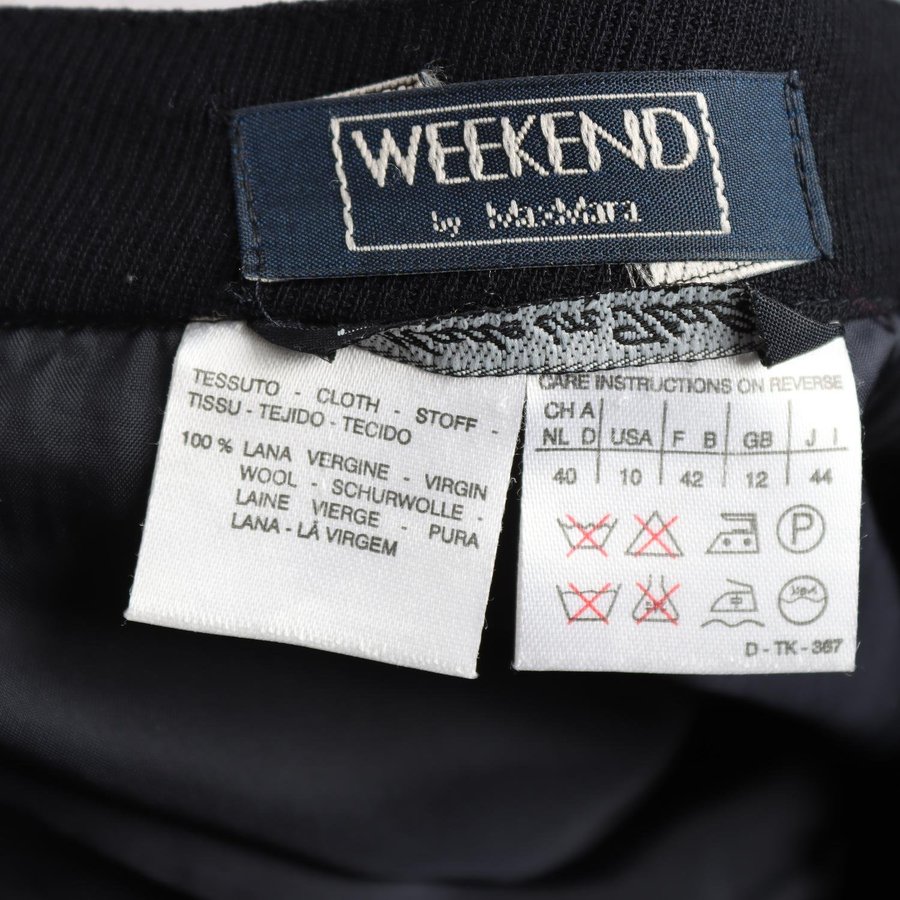 WEEKEND
by MaxMara
TESSUTO - CLOTH - STOFF -
TISSU - TEJIDO - TECIDO
100 % LANA VERGINE - VIRGIN
WOOL - SCHURWOLLE -
LAINE VIERGE - PURA
LANA - LÃ VIRGEM
CARE INSTRUCTIONS ON REVERSE
CH A
NL D USA F B GB J I
40 10 42 12 44
P
D - TK - 367